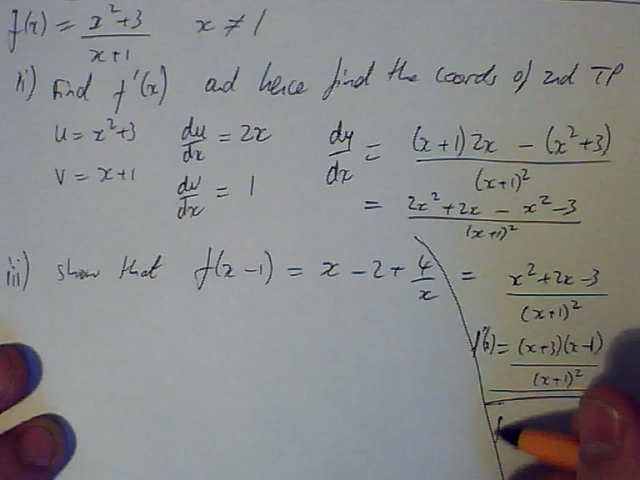 f(x) = (x²+3)/(x+1) x ≠ 1
ii) Find f'(x) and hence find the coords of 2nd TP
u = x²+3 du/dx = 2x dy/dx = ((x+1)2x − (x²+3))/(x+1)²
v = x+1 dv/dx = 1
= (2x²+2x − x²−3)/(x+1)²
iii) show that f(x−1) = x − 2 + 4/x
= (x²+2x−3)/(x+1)²
f'(x) = (x+3)(x−1)/(x+1)²